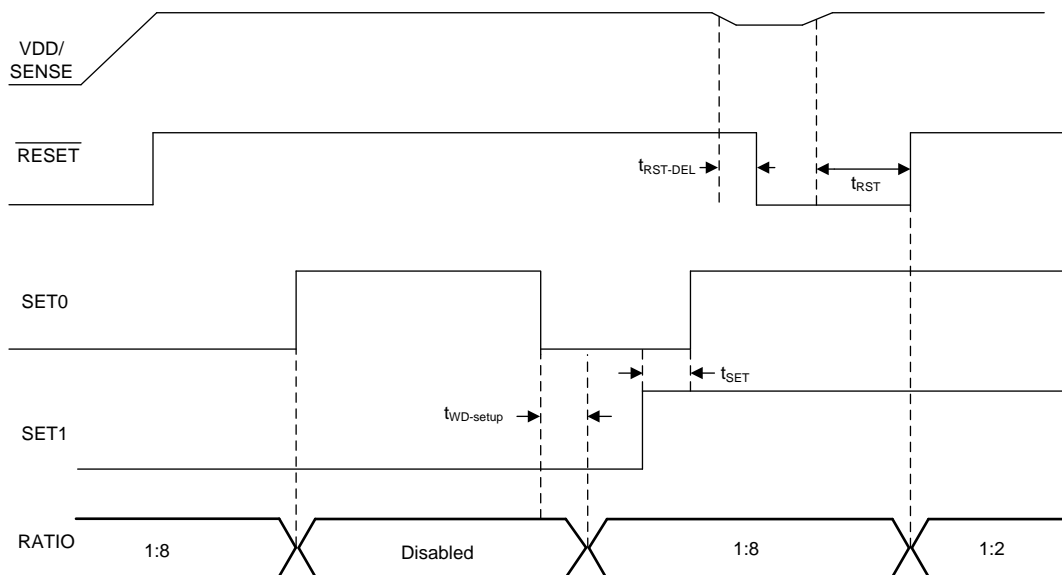 VDD/
SENSE
RESET
tRST-DEL
tRST
SET0
tSET
tWD-setup
SET1
RATIO
1:8
Disabled
1:8
1:2